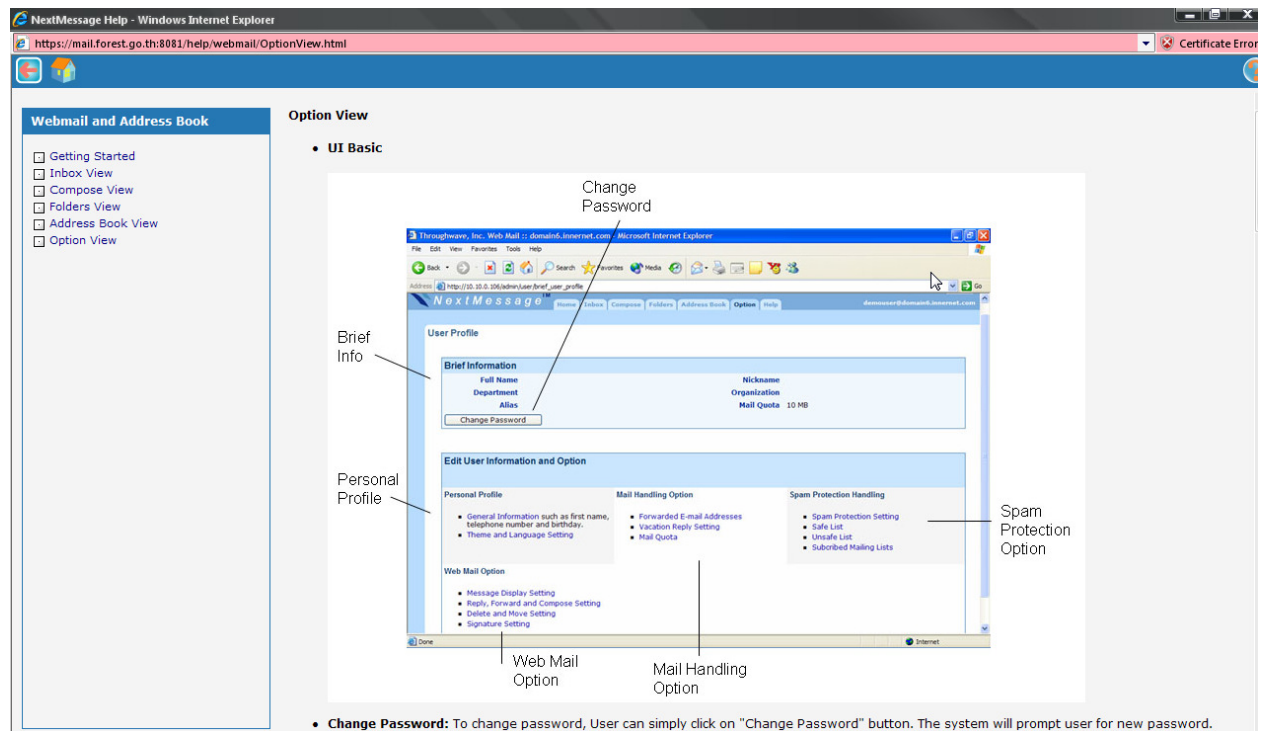 NextMessage Help - Windows Internet Explorer
https://mail.forest.go.th:8081/help/webmail/OptionView.html
Certificate Error
Webmail and Address Book
Getting Started
Inbox View
Compose View
Folders View
Address Book View
Option View
Option View
UI Basic
Change
Password
Throughwave, Inc. Web Mail :: domain6.innernet.com - Microsoft Internet Explorer
File Edit View Favorites Tools Help
Back Search Favorites Media
Address http://10.10.0.106/admin/user/brief_user_profile Go
NextMessage™ Home Inbox Compose Folders Address Book Option Help demouser@domain6.innernet.com
User Profile
Brief
Info
Brief Information
Full Name Nickname
Department Organization
Alias Mail Quota 10 MB
Change Password
Edit User Information and Option
Personal
Profile
Personal Profile Mail Handling Option Spam Protection Handling
General Information such as first name, Forwarded E-mail Addresses Spam Protection Setting
telephone number and birthday. Vacation Reply Setting Safe List
Theme and Language Setting Mail Quota Unsafe List
Subcribed Mailing Lists
Spam
Protection
Option
Web Mail Option
Message Display Setting
Reply, Forward and Compose Setting
Delete and Move Setting
Signature Setting
Done Internet
Web Mail
Option
Mail Handling
Option
Change Password: To change password, User can simply click on "Change Password" button. The system will prompt user for new password.